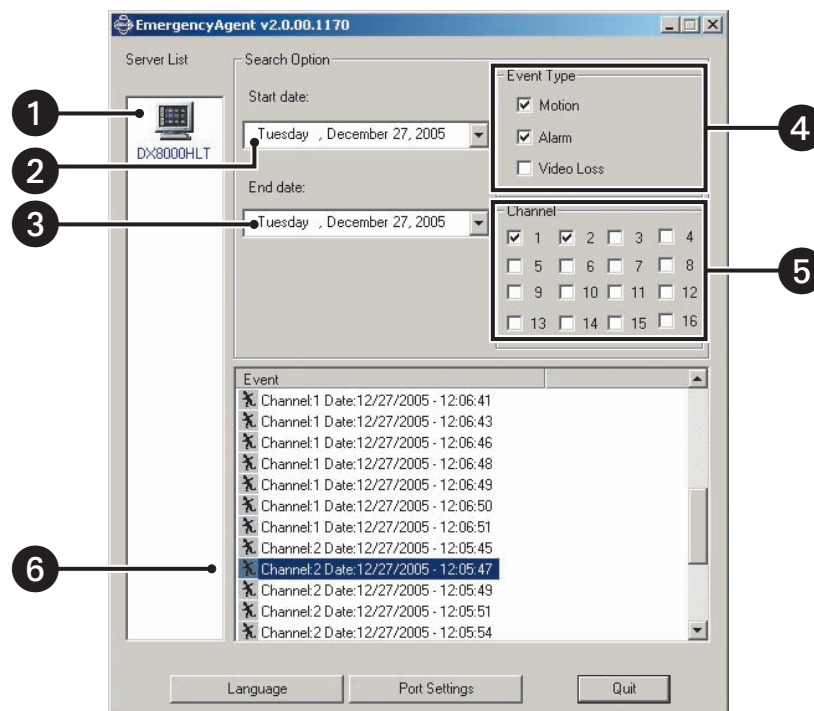 EmergencyAgent v2.0.00.1170
Server List
Search Option
Event Type
Start date:
Motion
1
Tuesday , December 27, 2005
Alarm
4
DX8000HLT
2
Video Loss
End date:
Channel
3
Tuesday , December 27, 2005
1 2 3 4
5 6 7 8
5
9 10 11 12
13 14 15 16
Event
Channel:1 Date:12/27/2005 - 12:06:41
Channel:1 Date:12/27/2005 - 12:06:43
Channel:1 Date:12/27/2005 - 12:06:46
Channel:1 Date:12/27/2005 - 12:06:48
Channel:1 Date:12/27/2005 - 12:06:49
Channel:1 Date:12/27/2005 - 12:06:50
Channel:1 Date:12/27/2005 - 12:06:51
Channel:2 Date:12/27/2005 - 12:05:45
6
Channel:2 Date:12/27/2005 - 12:05:47
Channel:2 Date:12/27/2005 - 12:05:49
Channel:2 Date:12/27/2005 - 12:05:51
Channel:2 Date:12/27/2005 - 12:05:54
Language
Port Settings
Quit